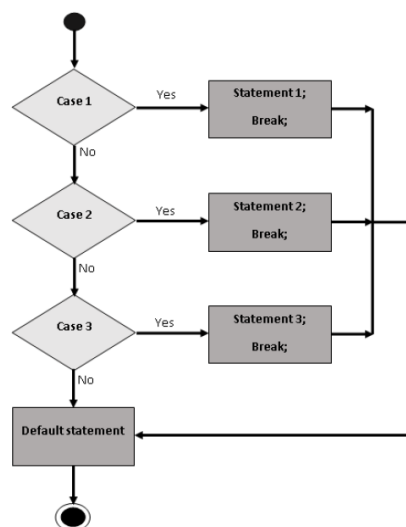 Case 1
Yes
Statement 1;
Break;
No
Case 2
Yes
Statement 2;
Break;
No
Case 3
Yes
Statement 3;
Break;
No
Default statement